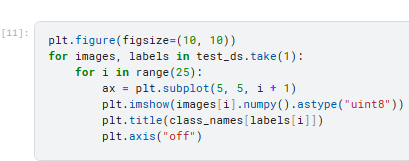 [11]:
plt.figure(figsize=(10, 10))
for images, labels in test_ds.take(1):
    for i in range(25):
        ax = plt.subplot(5, 5, i + 1)
        plt.imshow(images[i].numpy().astype("uint8"))
        plt.title(class_names[labels[i]])
        plt.axis("off")